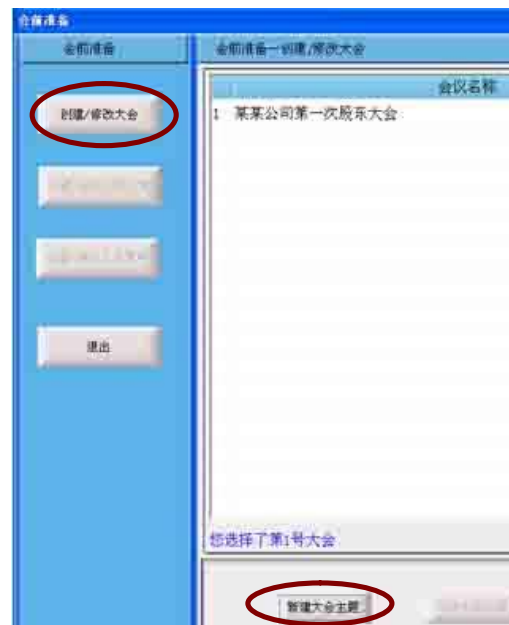 会前准备
会前准备
会前准备—创建/修改大会
创建/修改大会
会议名称
1 某某公司第一次股东大会
退出
您选择了第1号大会
新建大会主题